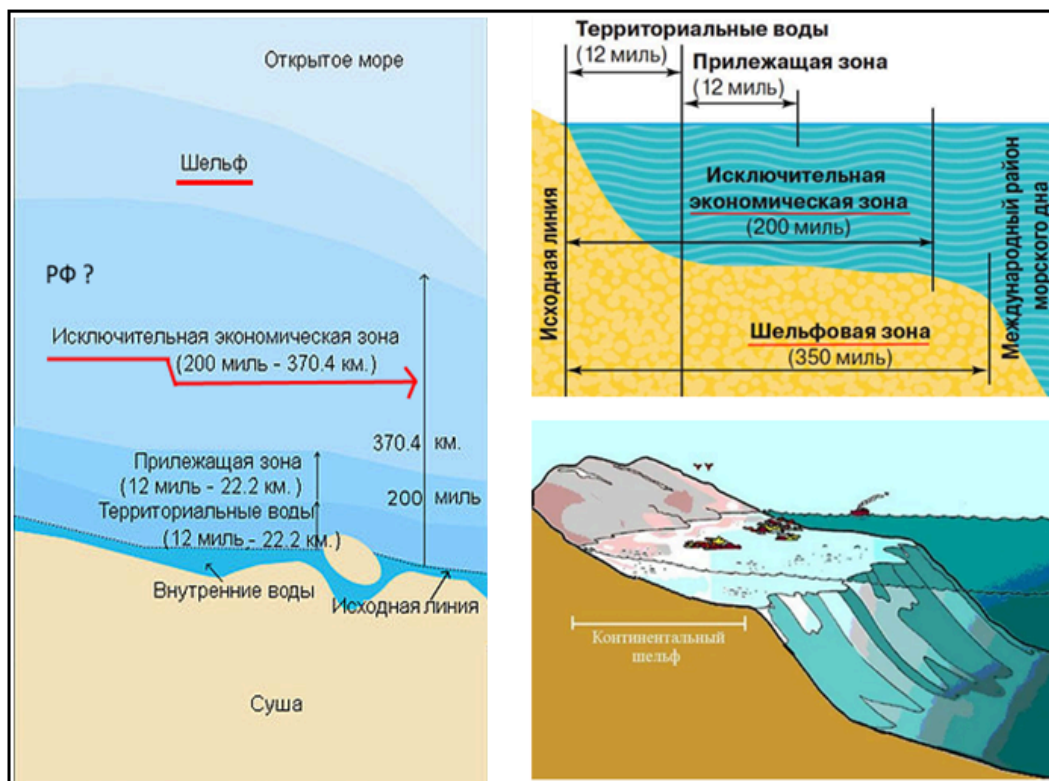 Открытое море
Шельф
РФ ?
Исключительная экономическая зона
(200 миль - 370.4 км.)
370.4 км.
Прилежащая зона
(12 миль - 22.2 км.)
200 миль
Территориальные воды
(12 миль - 22.2 км.)
Внутренние воды
Исходная линия
Суша
Территориальные воды
(12 миль)
Прилежащая зона
(12 миль)
Исключительная
экономическая зона
(200 миль)
Исходная линия
Международный район
морского дна
Шельфовая зона
(350 миль)
Континентальный
шельф